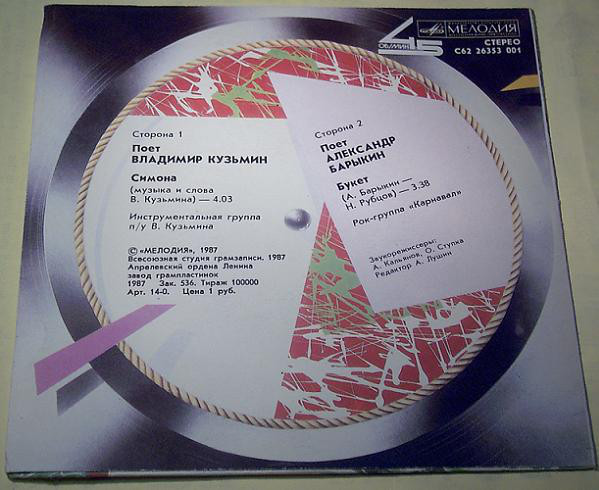 45
ОБ/МИН
МЕЛОДИЯ
СТЕРЕО
С62 26353 001
Сторона 1
Поет
ВЛАДИМИР КУЗЬМИН
Симона
(музыка и слова
В. Кузьмина) — 4.03
Инструментальная группа
п/у В. Кузьмина
© «МЕЛОДИЯ», 1987
Всесоюзная студия грамзаписи. 1987
Апрелевский ордена Ленина
завод грампластинок
1987 Зак. 536. Тираж 100000
Арт. 14-0. Цена 1 руб.
Сторона 2
Поет
АЛЕКСАНДР
БАРЫКИН
Букет
(А. Барыкин —
Н. Рубцов) — 3.38
Рок-группа «Карнавал»
Звукорежиссеры:
А. Кальянов, О. Ступка
Редактор А. Лушин